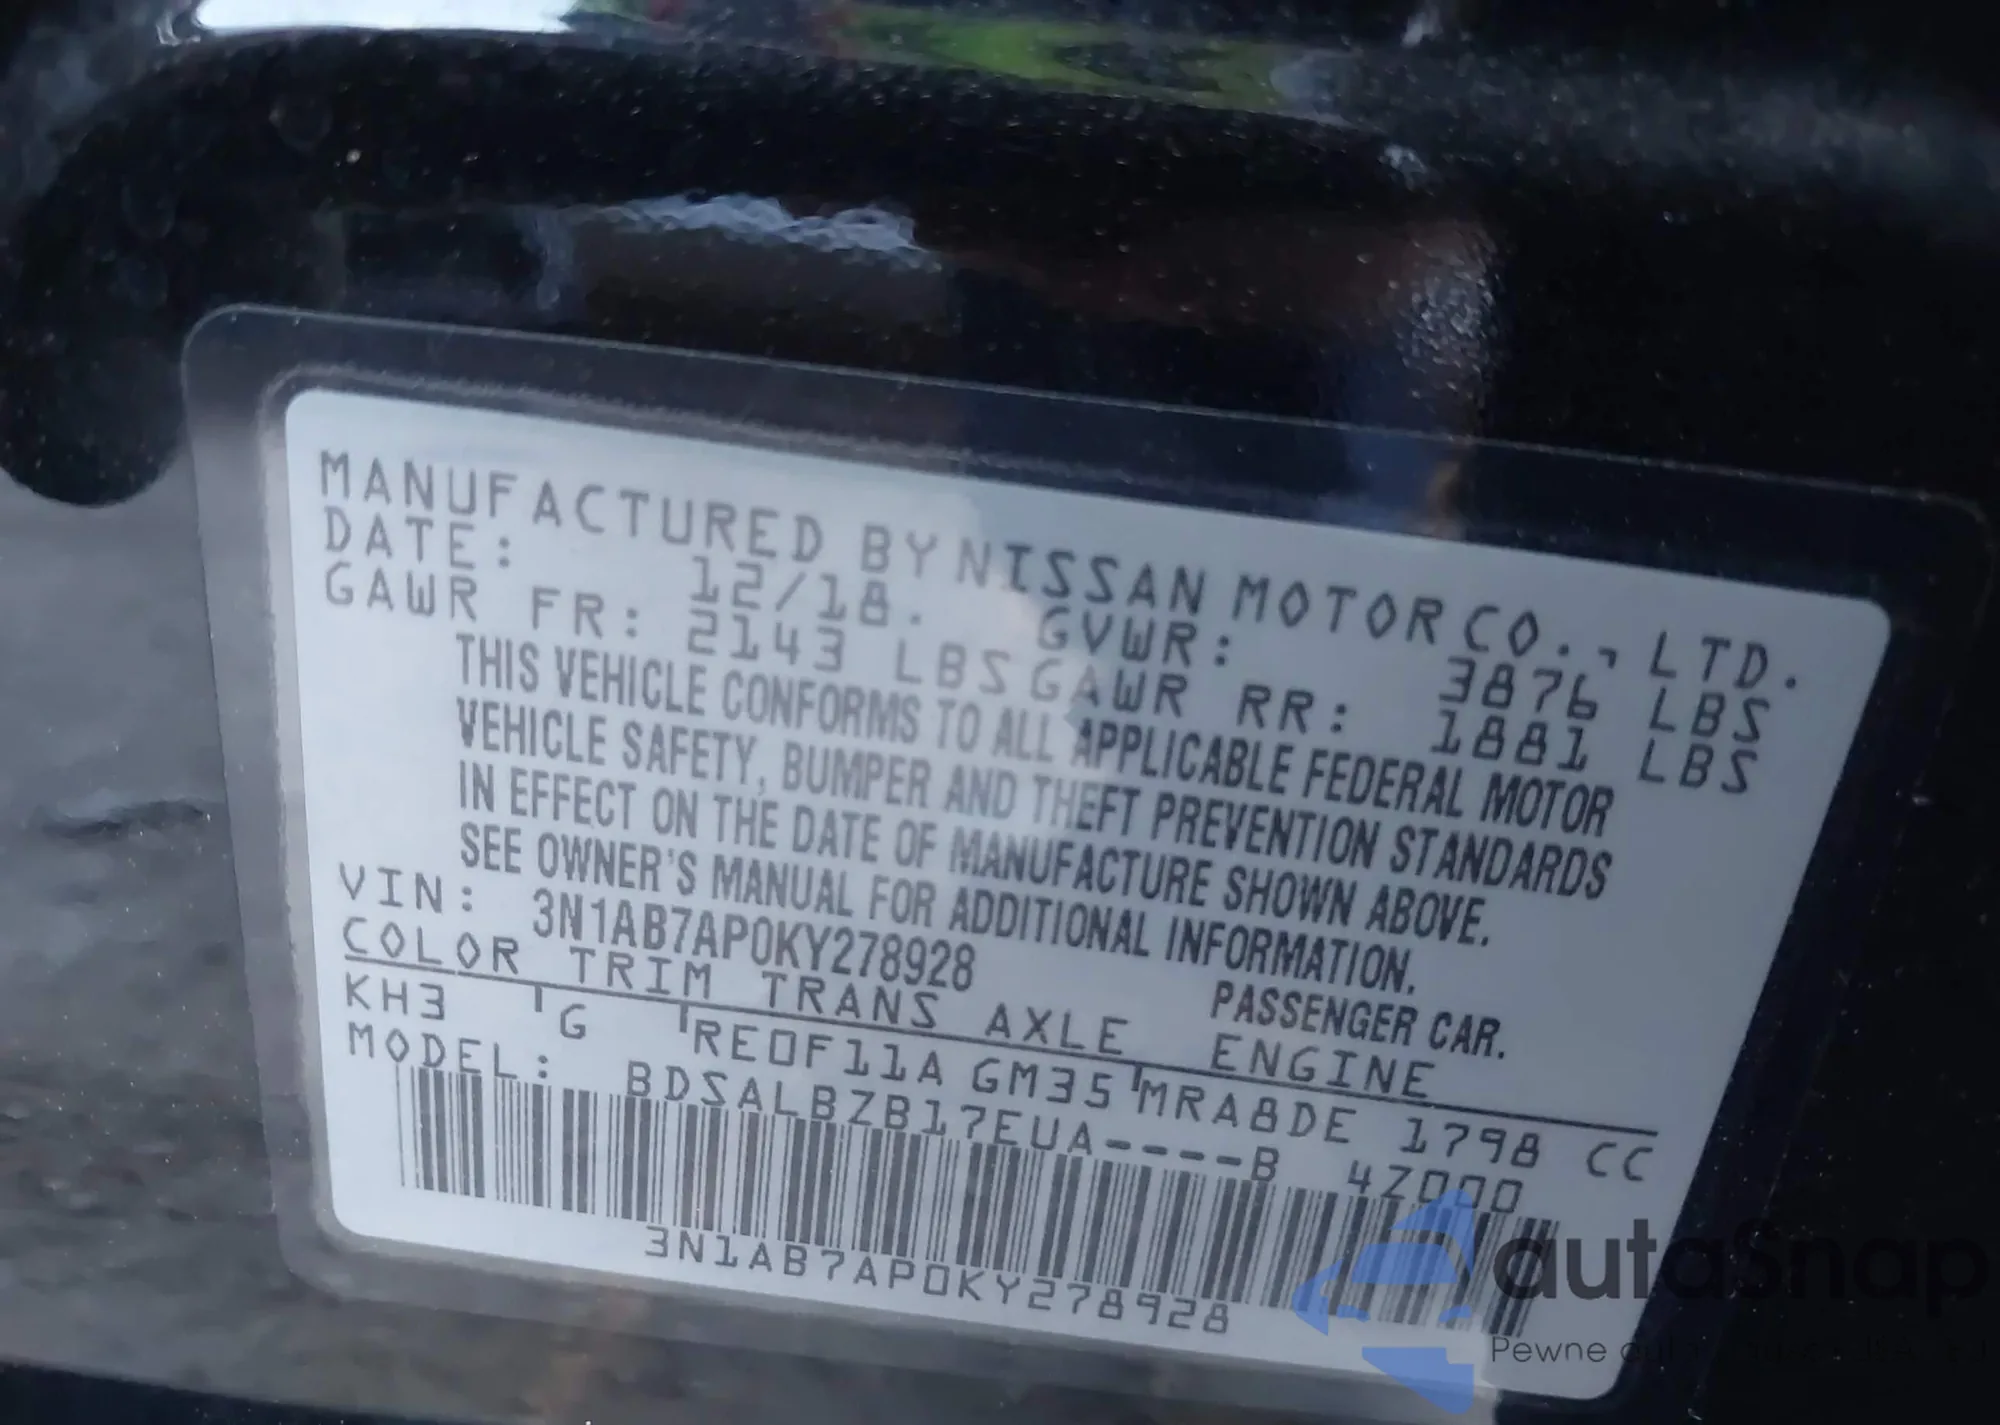 MANUFACTURED BY NISSAN MOTOR CO., LTD.
DATE: 12/18. GVWR: 3876 LBS
GAWR FR: 2143 LBS GAWR RR: 1881 LBS
THIS VEHICLE CONFORMS TO ALL APPLICABLE FEDERAL MOTOR
VEHICLE SAFETY, BUMPER AND THEFT PREVENTION STANDARDS
IN EFFECT ON THE DATE OF MANUFACTURE SHOWN ABOVE.
SEE OWNER'S MANUAL FOR ADDITIONAL INFORMATION.
VIN: 3N1AB7AP0KY278928 PASSENGER CAR.
COLOR TRIM TRANS AXLE ENGINE
KH3 G RE0F11A GM35 MRA8DE 1798 CC
MODEL: BDSALBZB17EUA----B 4Z000
3N1AB7AP0KY278928
autaSnap
Pewne